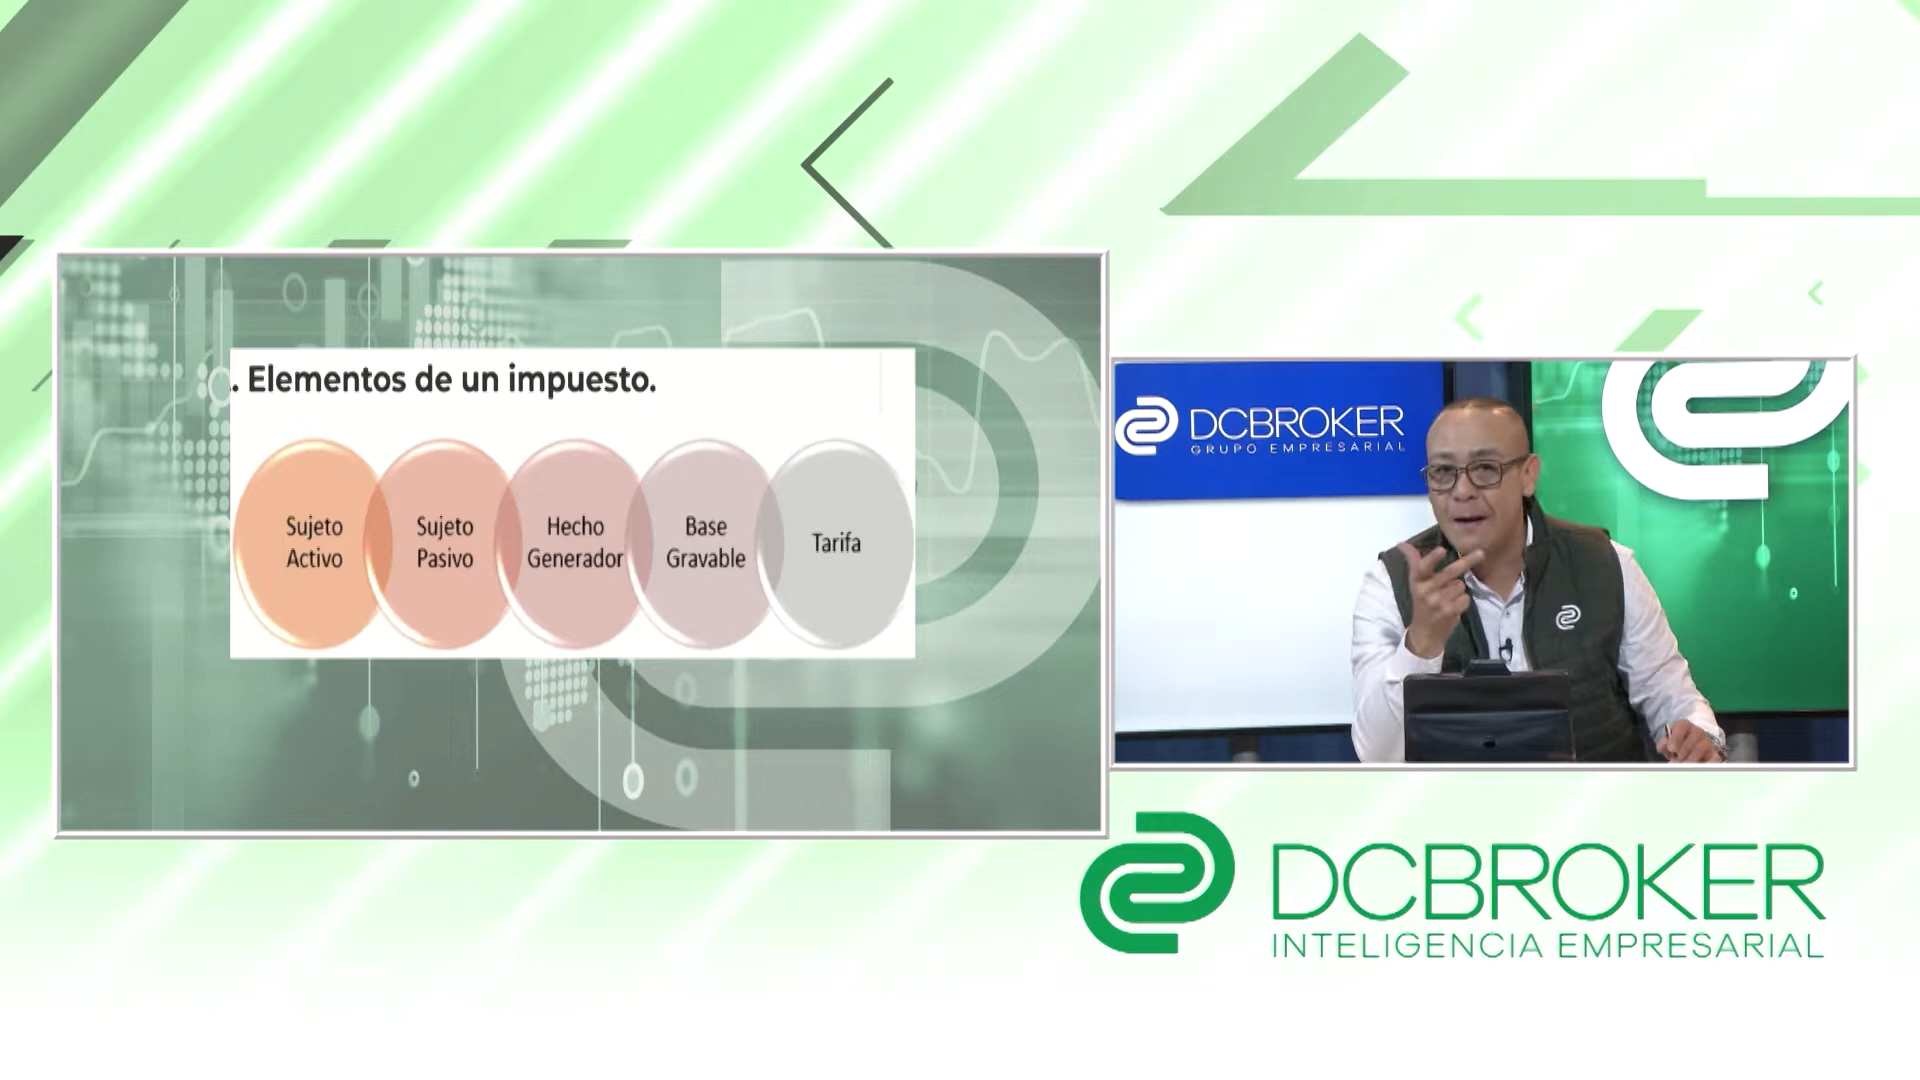 . Elementos de un impuesto.
Sujeto
Activo
Sujeto
Pasivo
Hecho
Generador
Base
Gravable
Tarifa
DCBROKER
GRUPO EMPRESARIAL
DCBROKER
INTELIGENCIA EMPRESARIAL